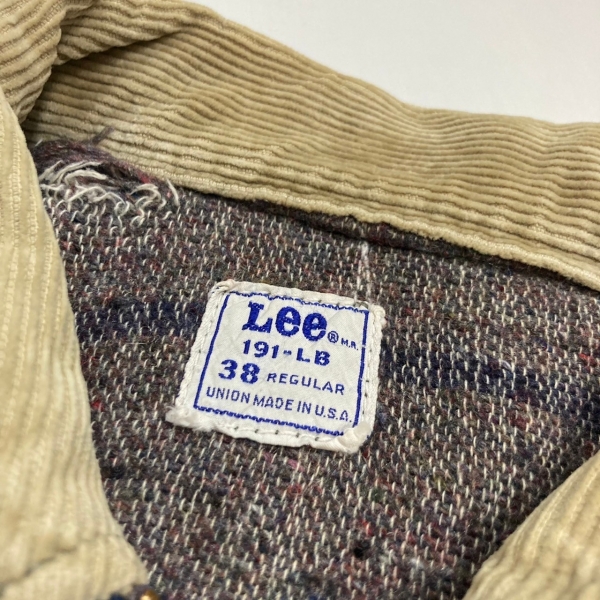 Lee ® M.R.
191-LB
38 REGULAR
UNION MADE IN U.S.A.